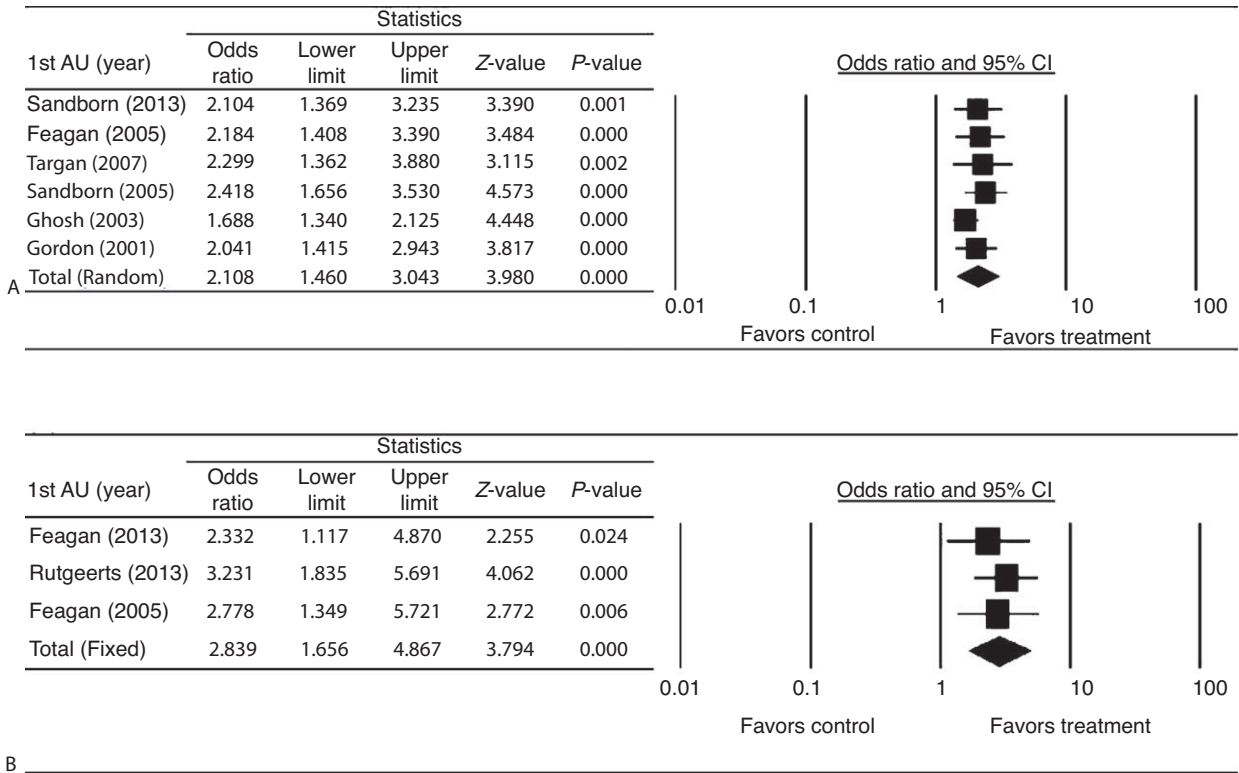 Statistics
1st AU (year) Odds ratio Lower limit Upper limit Z-value P-value Odds ratio and 95% CI
Sandborn (2013) 2.104 1.369 3.235 3.390 0.001
Feagan (2005) 2.184 1.408 3.390 3.484 0.000
Targan (2007) 2.299 1.362 3.880 3.115 0.002
Sandborn (2005) 2.418 1.656 3.530 4.573 0.000
Ghosh (2003) 1.688 1.340 2.125 4.448 0.000
Gordon (2001) 2.041 1.415 2.943 3.817 0.000
A Total (Random) 2.108 1.460 3.043 3.980 0.000
0.01 0.1 1 10 100
Favors control Favors treatment
Statistics
1st AU (year) Odds ratio Lower limit Upper limit Z-value P-value Odds ratio and 95% CI
Feagan (2013) 2.332 1.117 4.870 2.255 0.024
Rutgeerts (2013) 3.231 1.835 5.691 4.062 0.000
Feagan (2005) 2.778 1.349 5.721 2.772 0.006
Total (Fixed) 2.839 1.656 4.867 3.794 0.000
0.01 0.1 1 10 100
Favors control Favors treatment
B